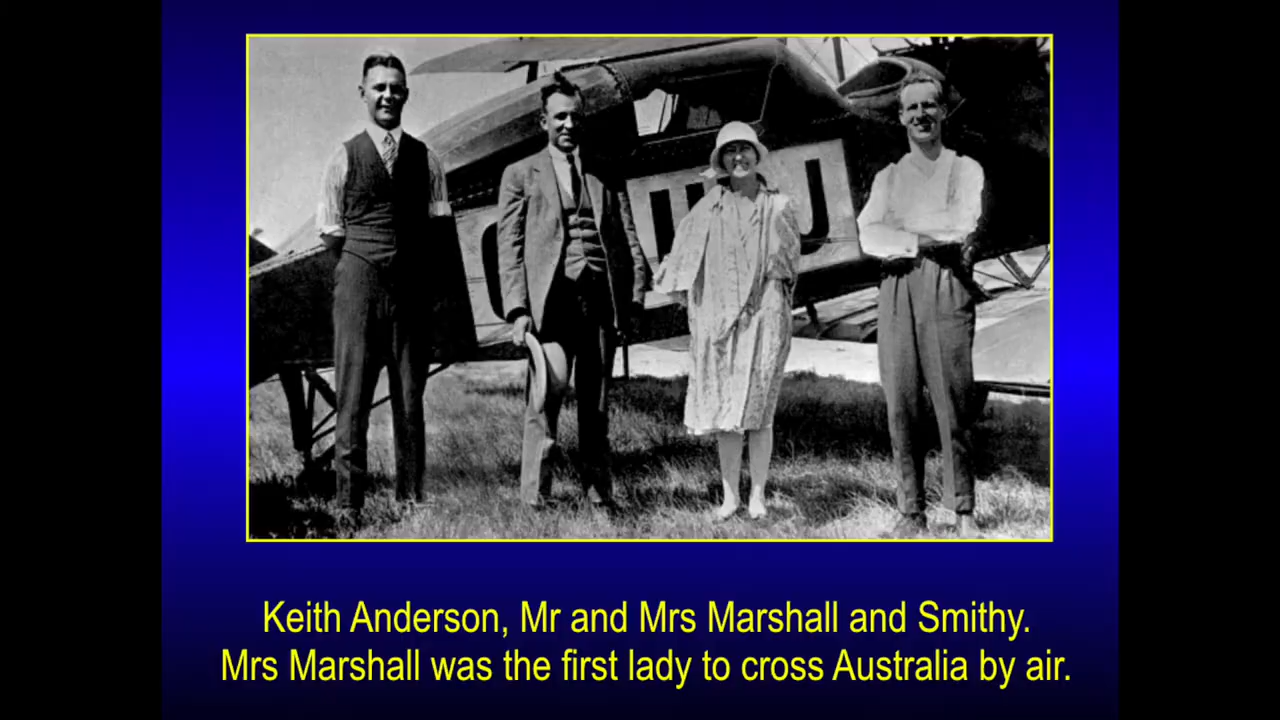 Keith Anderson, Mr and Mrs Marshall and Smithy.
Mrs Marshall was the first lady to cross Australia by air.